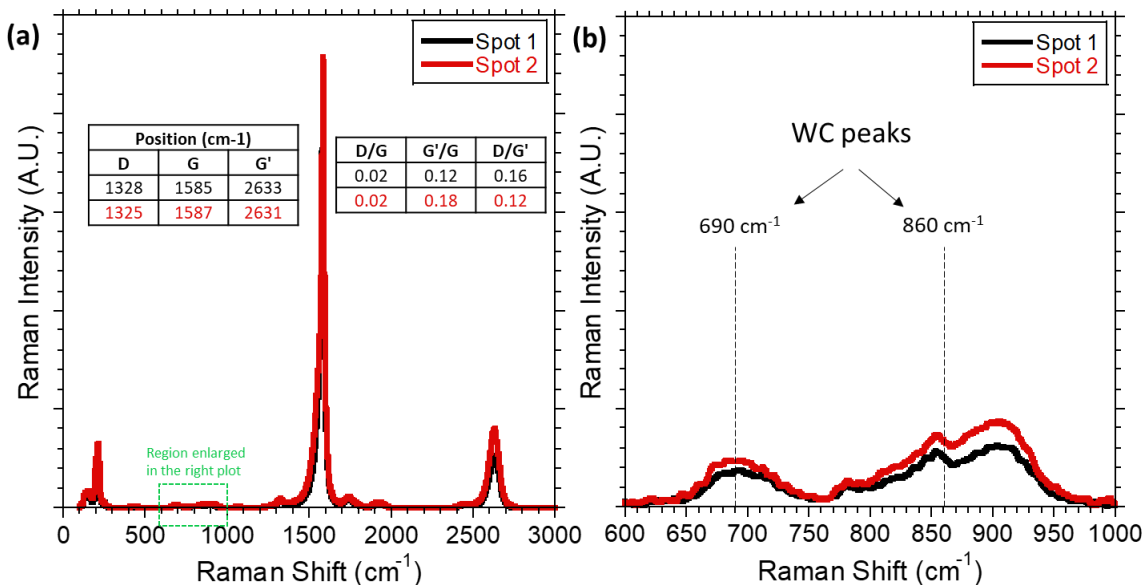 (a)
Spot 1
Spot 2
Position (cm-1)
D G G'
1328 1585 2633
1325 1587 2631
D/G G'/G D/G'
0.02 0.12 0.16
0.02 0.18 0.12
Region enlarged
in the right plot
Raman Intensity (A.U.)
0 500 1000 1500 2000 2500 3000
Raman Shift (cm⁻¹)
(b)
Spot 1
Spot 2
WC peaks
690 cm⁻¹ 860 cm⁻¹
Raman Intensity (A.U.)
600 650 700 750 800 850 900 950 1000
Raman Shift (cm⁻¹)